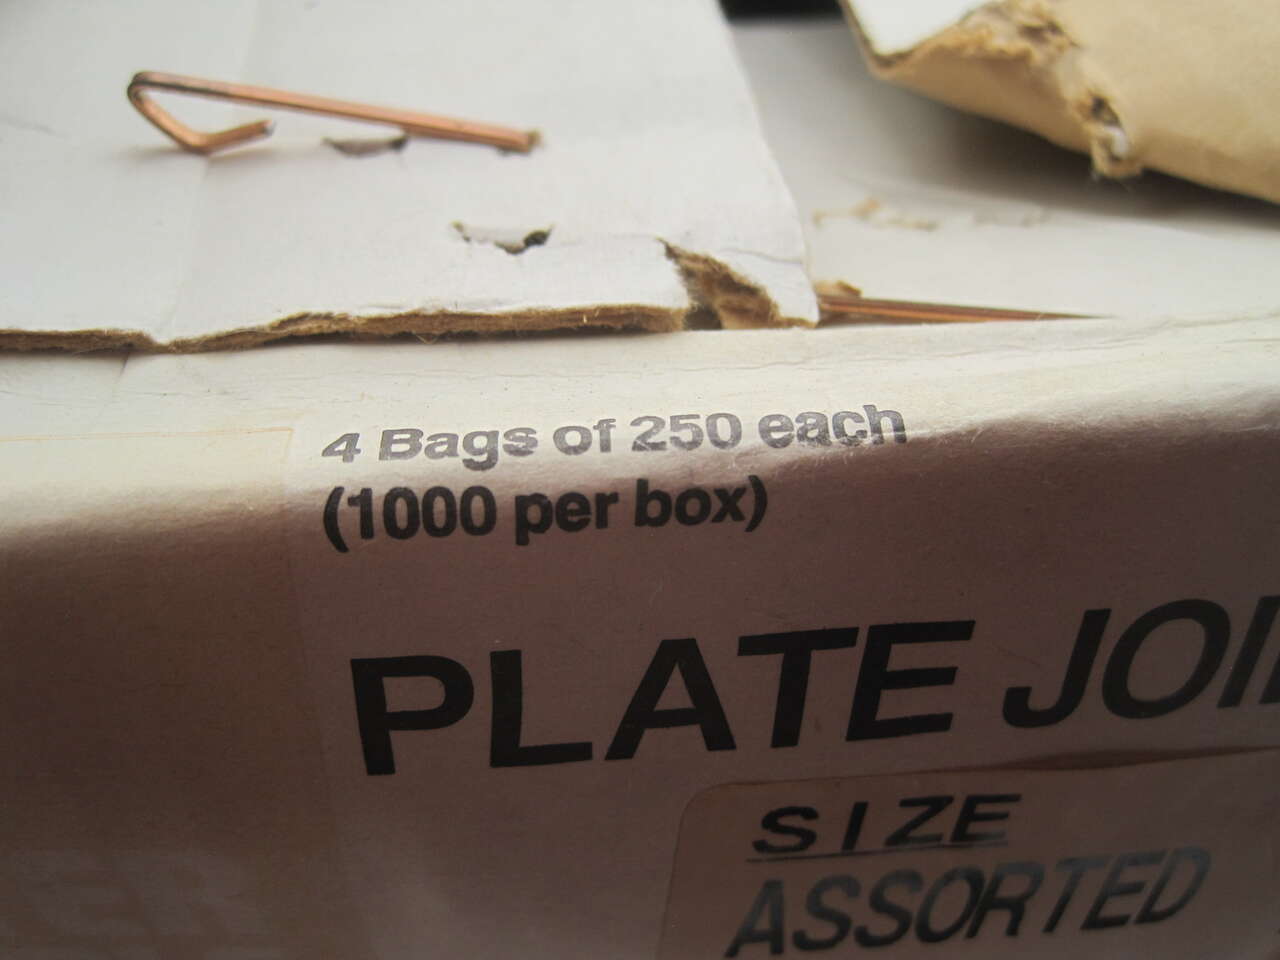 4 Bags of 250 each
(1000 per box)
PLATE JOI
SIZE
ASSORTED